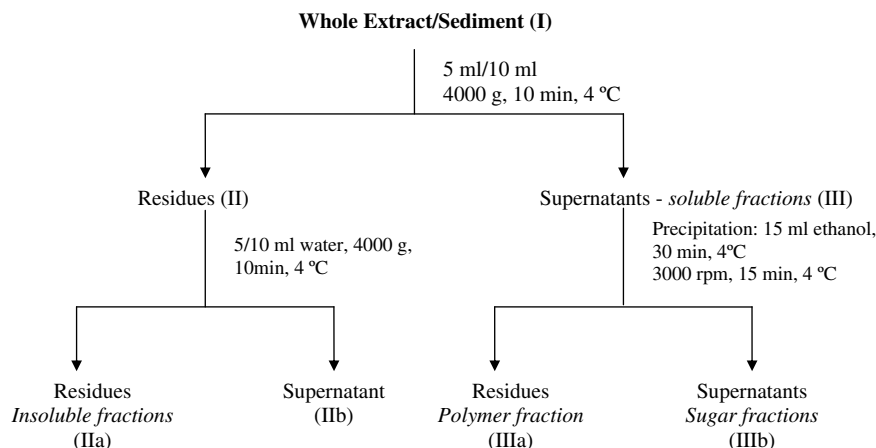 Whole Extract/Sediment (I)
5 ml/10 ml
4000 g, 10 min, 4 ºC
Residues (II)
Supernatants - soluble fractions (III)
5/10 ml water, 4000 g,
10min, 4 ºC
Precipitation: 15 ml ethanol,
30 min, 4ºC
3000 rpm, 15 min, 4 ºC
Residues
Insoluble fractions
(IIa)
Supernatant
(IIb)
Residues
Polymer fraction
(IIIa)
Supernatants
Sugar fractions
(IIIb)